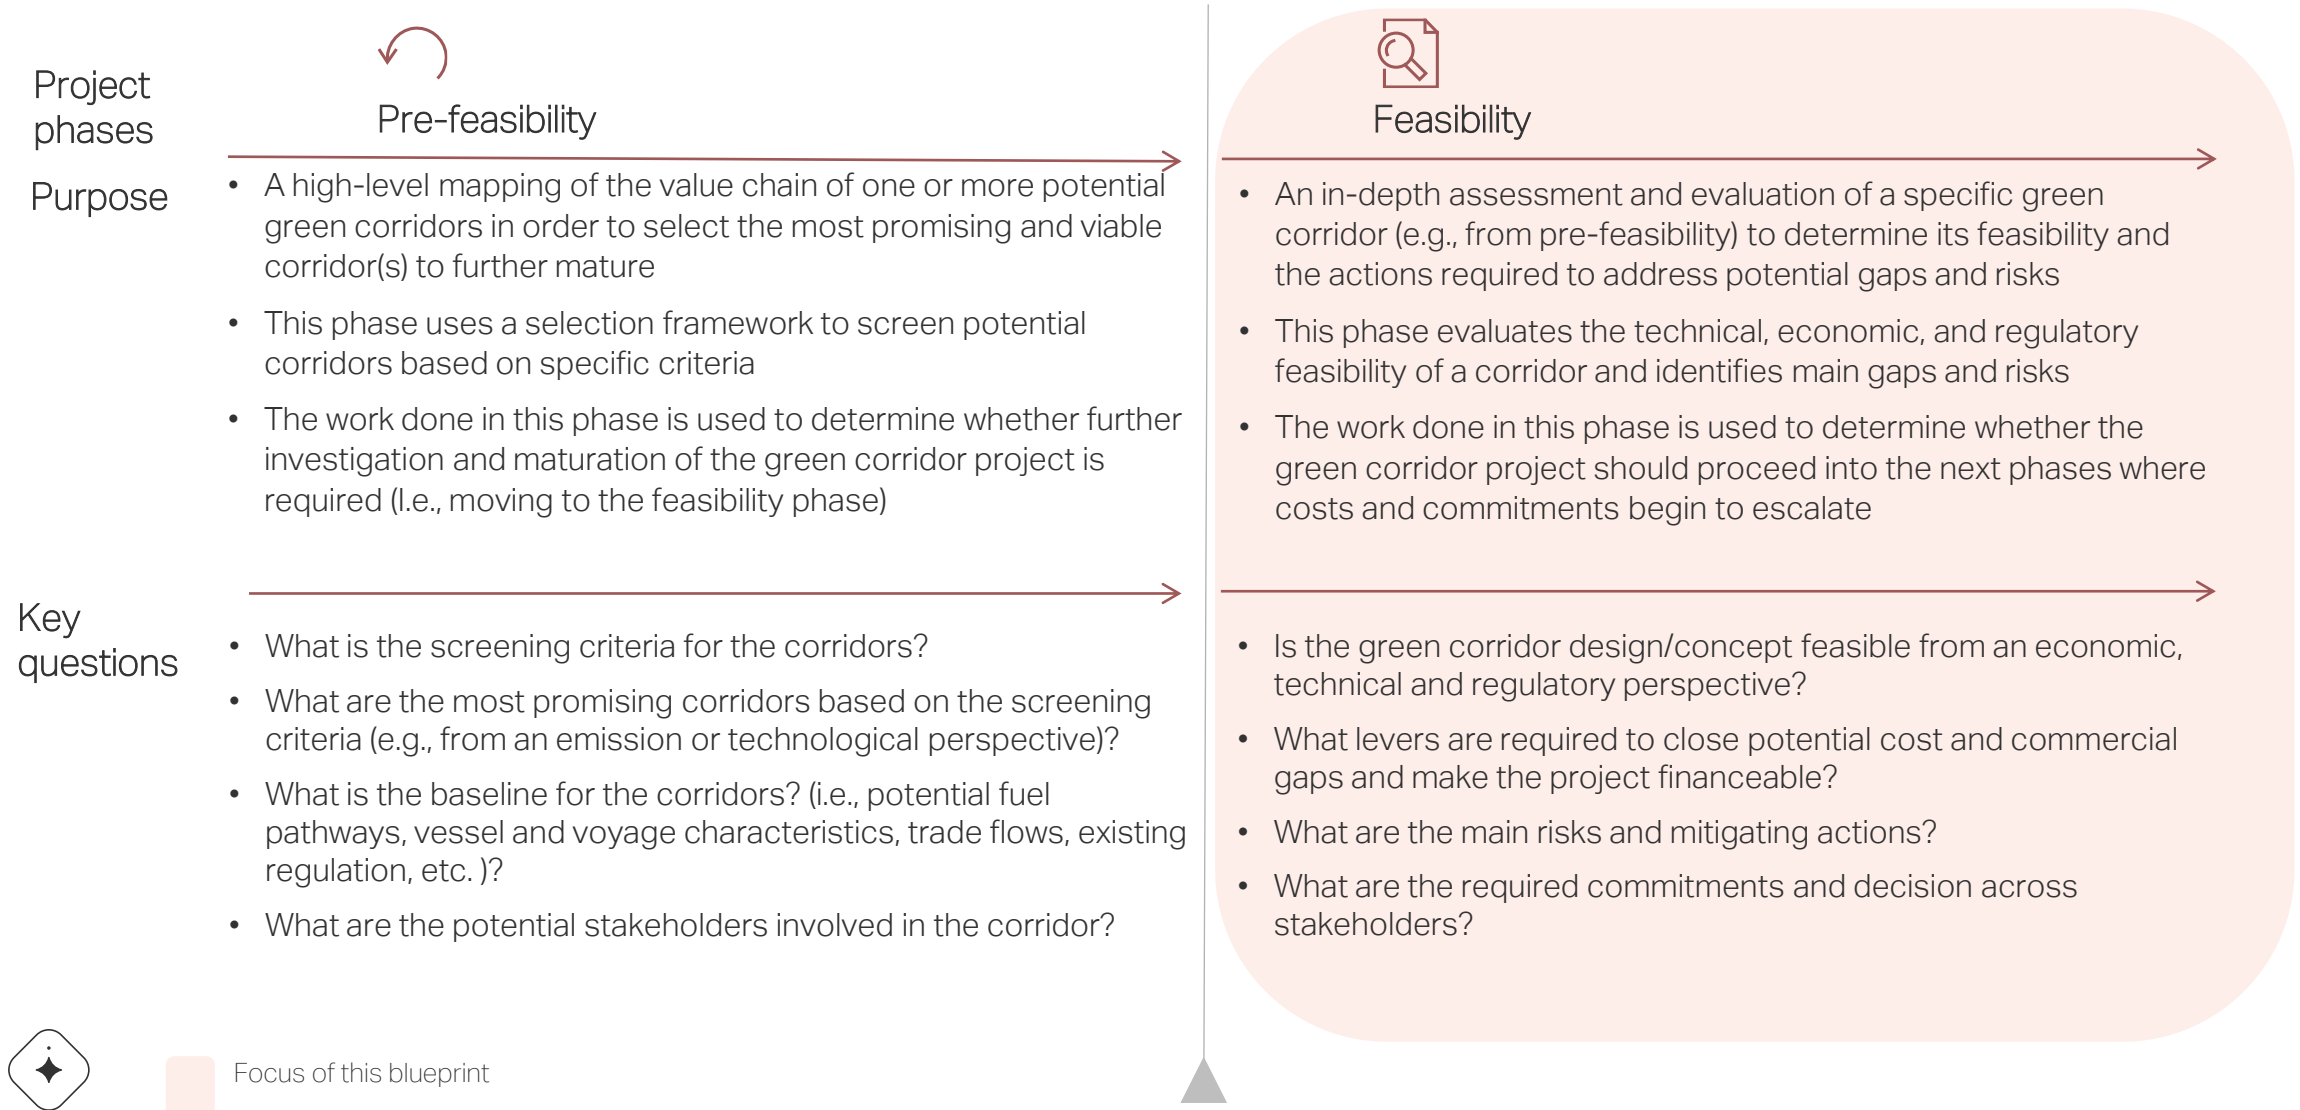 Project
phases
Pre-feasibility
Feasibility
Purpose
• A high-level mapping of the value chain of one or more potential
green corridors in order to select the most promising and viable
corridor(s) to further mature
• This phase uses a selection framework to screen potential
corridors based on specific criteria
• The work done in this phase is used to determine whether further
investigation and maturation of the green corridor project is
required (I.e., moving to the feasibility phase)
• An in-depth assessment and evaluation of a specific green
corridor (e.g., from pre-feasibility) to determine its feasibility and
the actions required to address potential gaps and risks
• This phase evaluates the technical, economic, and regulatory
feasibility of a corridor and identifies main gaps and risks
• The work done in this phase is used to determine whether the
green corridor project should proceed into the next phases where
costs and commitments begin to escalate
Key
questions
• What is the screening criteria for the corridors?
• What are the most promising corridors based on the screening
criteria (e.g., from an emission or technological perspective)?
• What is the baseline for the corridors? (i.e., potential fuel
pathways, vessel and voyage characteristics, trade flows, existing
regulation, etc. )?
• What are the potential stakeholders involved in the corridor?
• Is the green corridor design/concept feasible from an economic,
technical and regulatory perspective?
• What levers are required to close potential cost and commercial
gaps and make the project financeable?
• What are the main risks and mitigating actions?
• What are the required commitments and decision across
stakeholders?
Focus of this blueprint